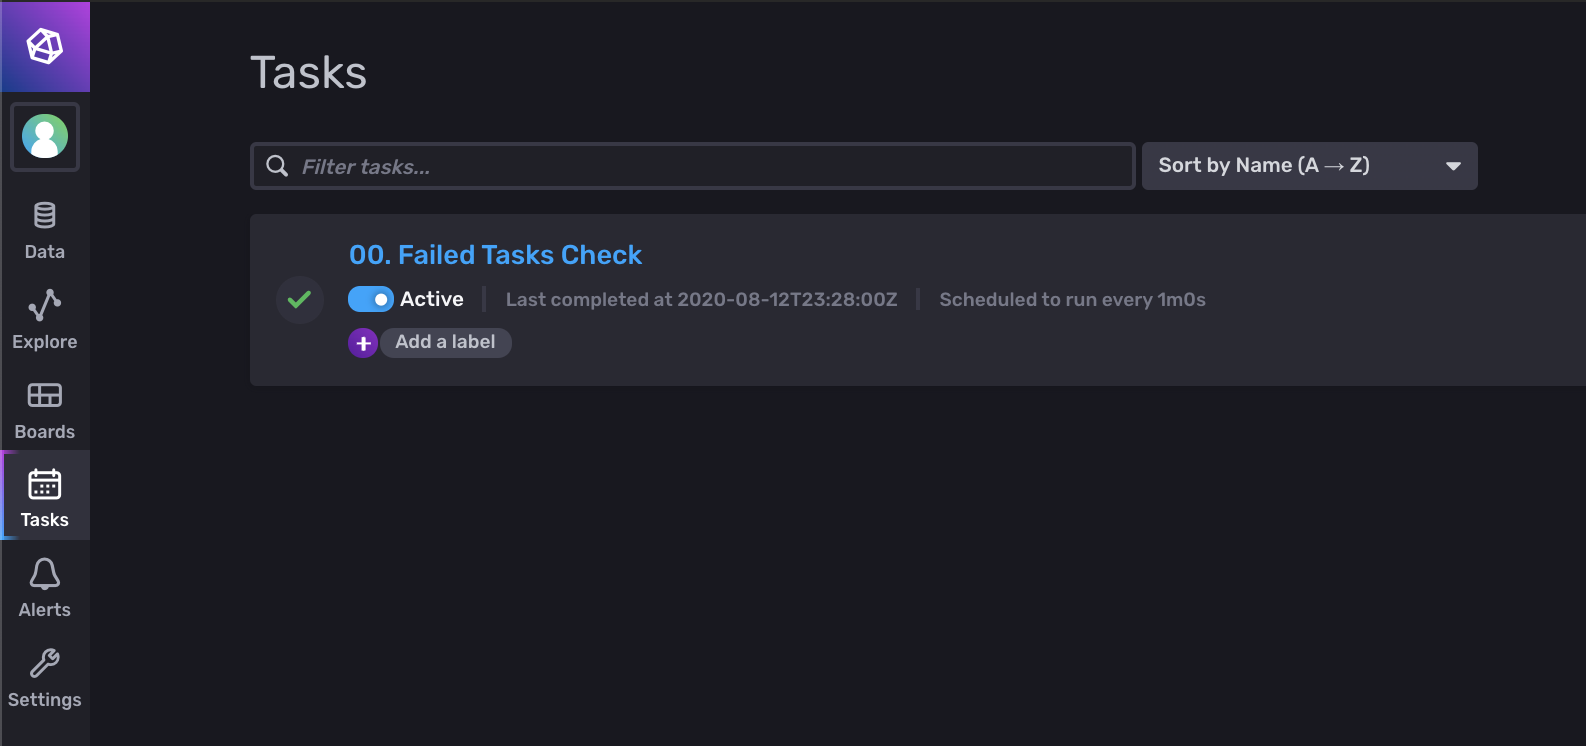 Tasks
Filter tasks...
Sort by Name (A → Z)
00. Failed Tasks Check
Active
Last completed at 2020-08-12T23:28:00Z
Scheduled to run every 1m0s
Add a label
Data
Explore
Boards
Tasks
Alerts
Settings